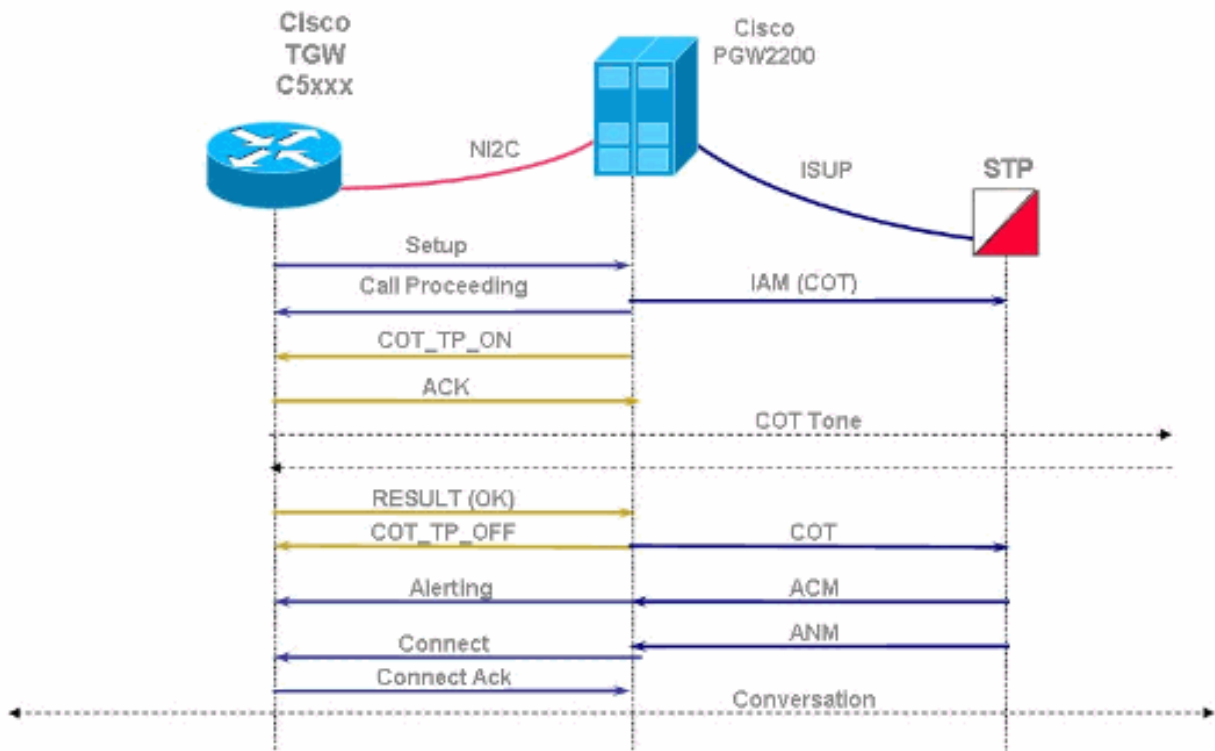 Cisco
TGW
C5xxx
Cisco
PGW2200
NI2C
ISUP
STP
Setup
Call Proceeding
IAM (COT)
COT_TP_ON
ACK
COT Tone
RESULT (OK)
COT_TP_OFF
COT
Alerting
ACM
ANM
Connect
Connect Ack
Conversation